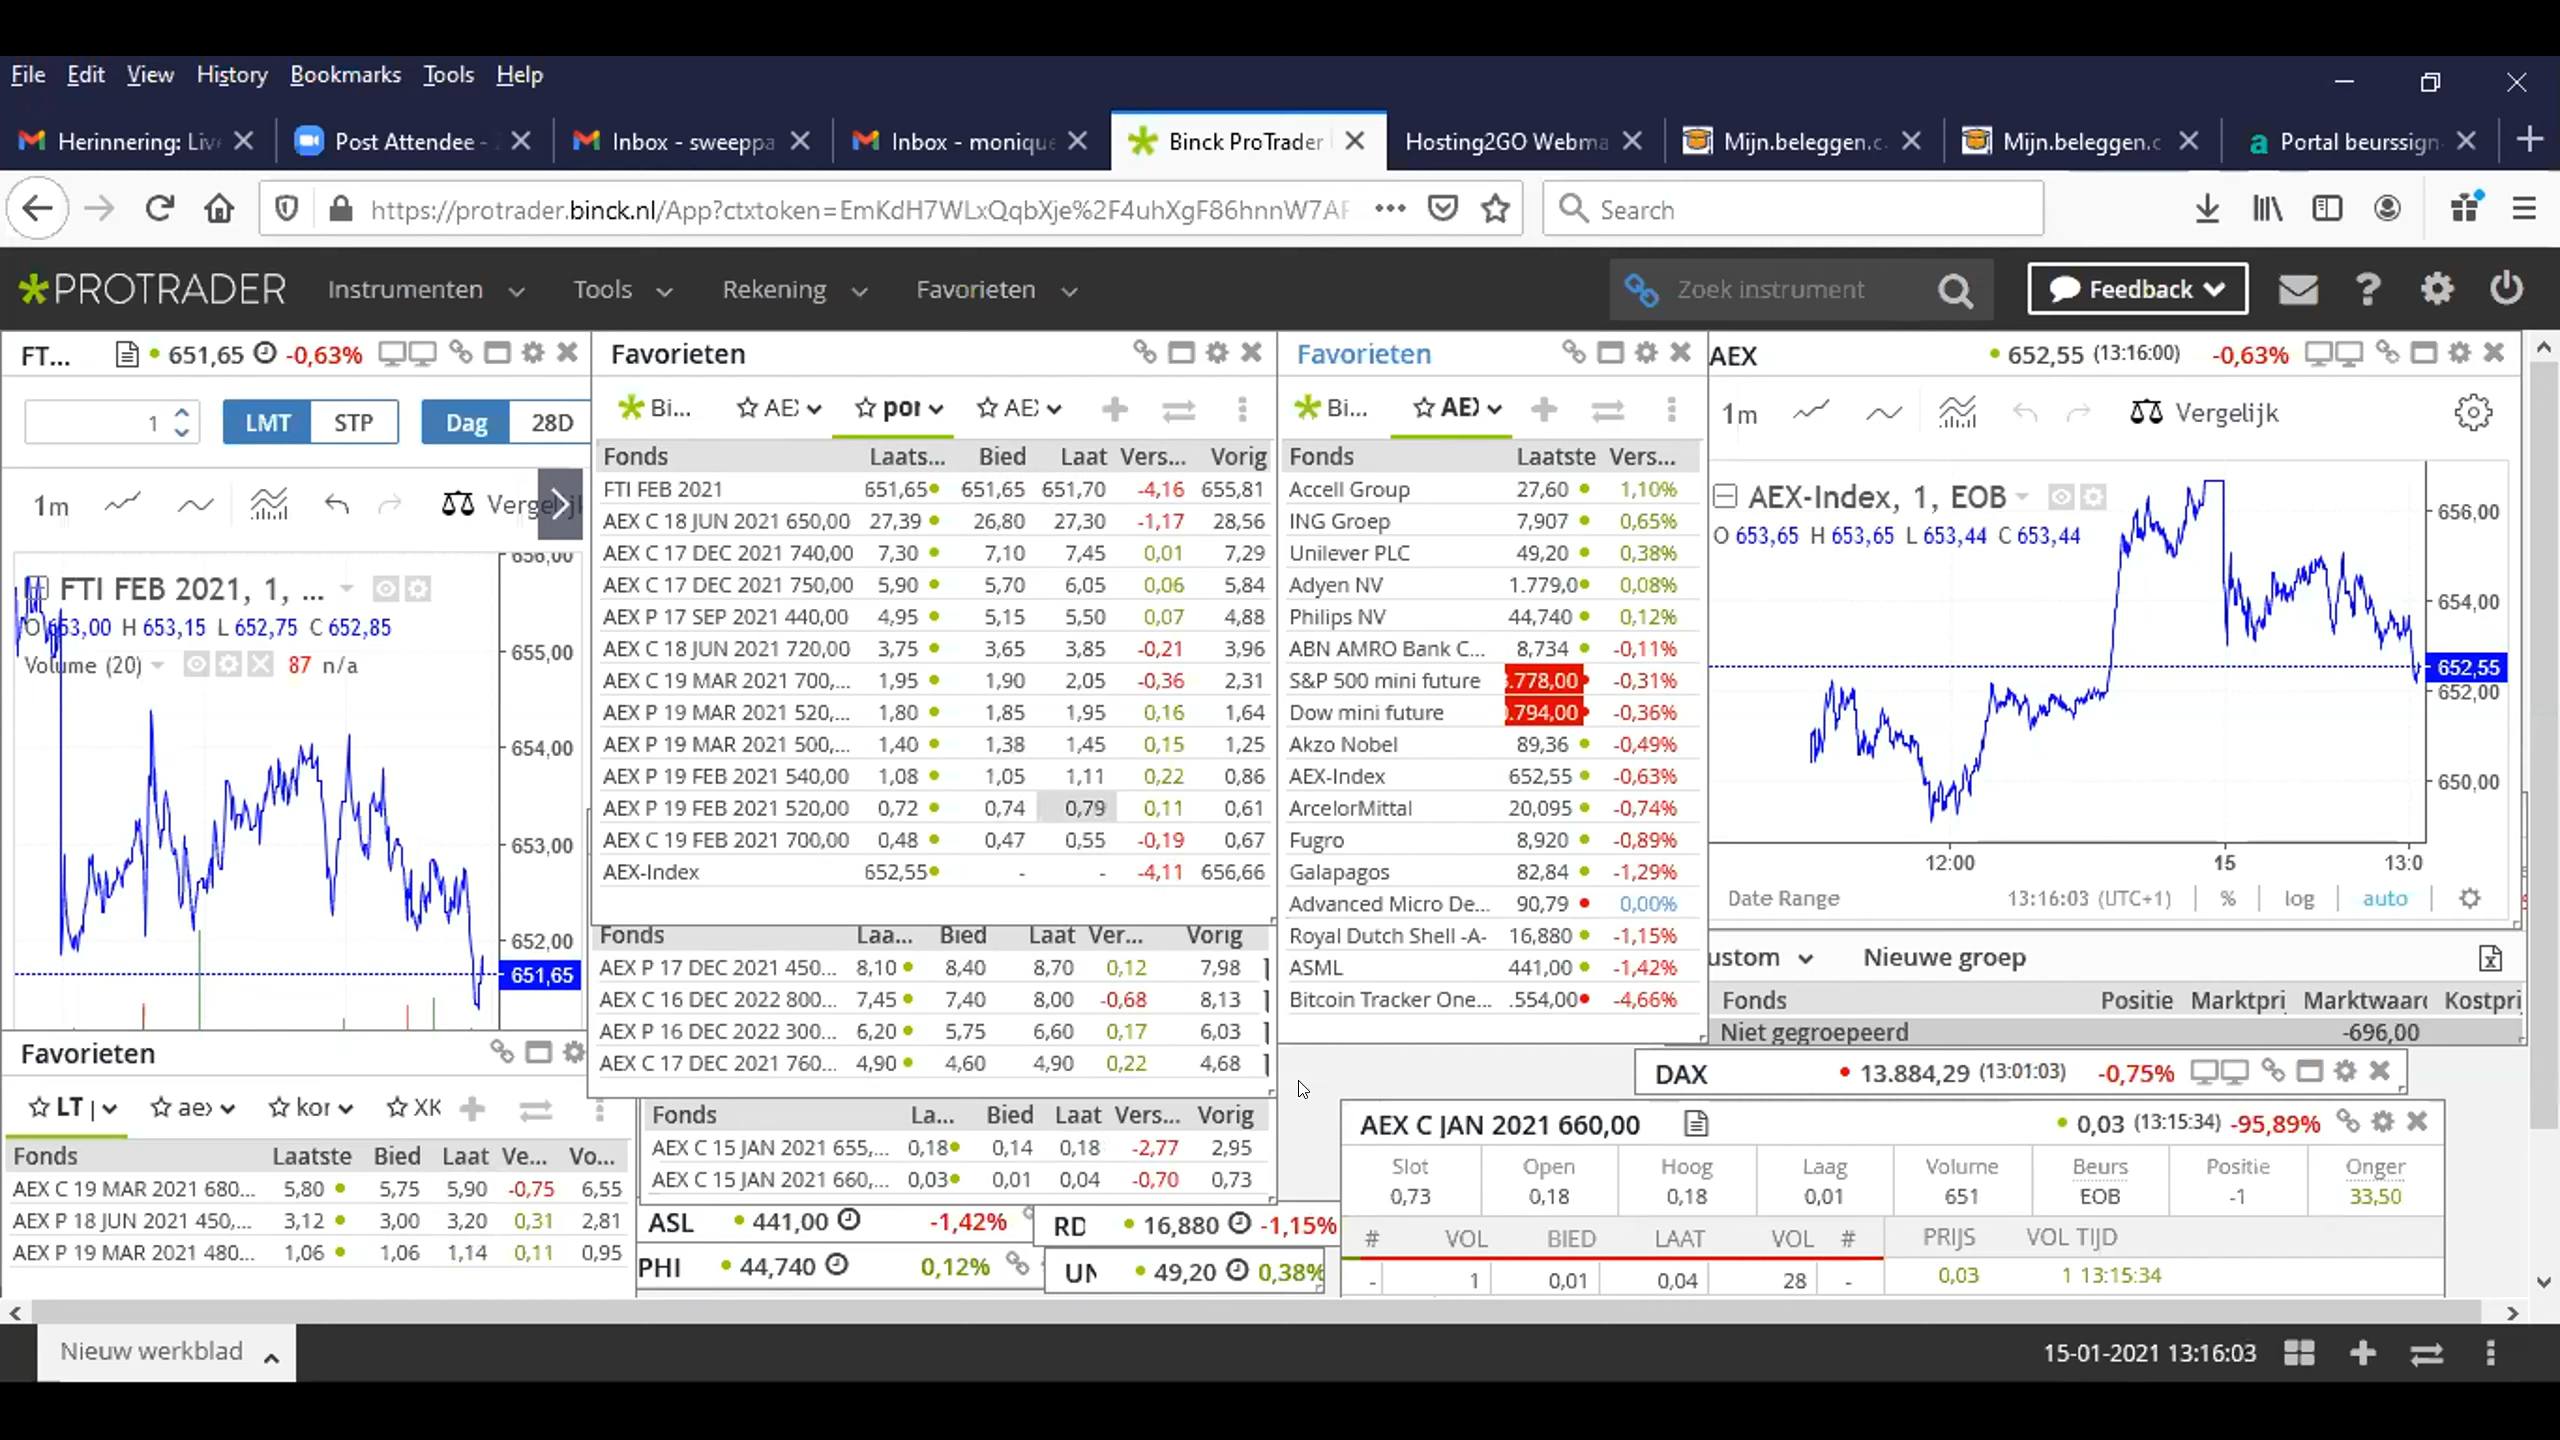 File Edit View History Bookmarks Tools Help
Herinnering: Liv Post Attendee - Inbox - sweeppa Inbox - monique Binck ProTrader Hosting2GO Webma Mijn.beleggen.c Mijn.beleggen.c a Portal beurssign
https://protrader.binck.nl/App?ctxtoken=EmKdH7WLxQqbXje%2F4uhXgF86hnnW7AF Search
PROTRADER Instrumenten Tools Rekening Favorieten Zoek instrument Feedback ?
FT... 651,65 -0,63%
1 LMT STP Dag 28D
1m
FTI FEB 2021, 1, ...
O 653,00 H 653,15 L 652,75 C 652,85
Volume (20) 87 n/a
655,00
654,00
653,00
652,00
651,65
Favorieten
LT aex kor XK
Fonds Laatste Bied Laat Ve... Vo...
AEX C 19 MAR 2021 680... 5,80 5,75 5,90 -0,75 6,55
AEX P 18 JUN 2021 450,... 3,12 3,00 3,20 0,31 2,81
AEX P 19 MAR 2021 480... 1,06 1,06 1,14 0,11 0,95
Favorieten
Bi... AEX por AEX
Fonds Laats... Bied Laat Vers... Vorig
FTI FEB 2021 651,65 651,65 651,70 -4,16 655,81
AEX C 18 JUN 2021 650,00 27,39 26,80 27,30 -1,17 28,56
AEX C 17 DEC 2021 740,00 7,30 7,10 7,45 0,01 7,29
AEX C 17 DEC 2021 750,00 5,90 5,70 6,05 0,06 5,84
AEX P 17 SEP 2021 440,00 4,95 5,15 5,50 0,07 4,88
AEX C 18 JUN 2021 720,00 3,75 3,65 3,85 -0,21 3,96
AEX C 19 MAR 2021 700,... 1,95 1,90 2,05 -0,36 2,31
AEX P 19 MAR 2021 520,... 1,80 1,85 1,95 0,16 1,64
AEX P 19 MAR 2021 500,... 1,40 1,38 1,45 0,15 1,25
AEX P 19 FEB 2021 540,00 1,08 1,05 1,11 0,22 0,86
AEX P 19 FEB 2021 520,00 0,72 0,74 0,79 0,11 0,61
AEX C 19 FEB 2021 700,00 0,48 0,47 0,55 -0,19 0,67
AEX-Index 652,55 - - -4,11 656,66
Fonds Laa... Bied Laat Ver... Vorig
AEX P 17 DEC 2021 450... 8,10 8,40 8,70 0,12 7,98
AEX C 16 DEC 2022 800... 7,45 7,40 8,00 -0,68 8,13
AEX P 16 DEC 2022 300... 6,20 5,75 6,60 0,17 6,03
AEX C 17 DEC 2021 760... 4,90 4,60 4,90 0,22 4,68
Fonds La... Bied Laat Vers... Vorig
AEX C 15 JAN 2021 655,... 0,18 0,14 0,18 -2,77 2,95
AEX C 15 JAN 2021 660,... 0,03 0,01 0,04 -0,70 0,73
ASL 441,00 -1,42% RD 16,880 -1,15%
PHI 44,740 0,12% UN 49,20 0,38%
Favorieten
Bi... AEX
Fonds Laatste Vers...
Accell Group 27,60 1,10%
ING Groep 7,907 0,65%
Unilever PLC 49,20 0,38%
Adyen NV 1.779,0 0,08%
Philips NV 44,740 0,12%
ABN AMRO Bank C... 8,734 -0,11%
S&P 500 mini future .778,00 -0,31%
Dow mini future .794,00 -0,36%
Akzo Nobel 89,36 -0,49%
AEX-Index 652,55 -0,63%
ArcelorMittal 20,095 -0,74%
Fugro 8,920 -0,89%
Galapagos 82,84 -1,29%
Advanced Micro De... 90,79 0,00%
Royal Dutch Shell -A- 16,880 -1,15%
ASML 441,00 -1,42%
Bitcoin Tracker One... .554,00 -4,66%
AEX 652,55 (13:16:00) -0,63%
1m Vergelijk
AEX-Index, 1, EOB
O 653,65 H 653,65 L 653,44 C 653,44
656,00
654,00
652,55
652,00
650,00
12:00 15 13:0
Date Range 13:16:03 (UTC+1) % log auto
ustom Nieuwe groep
Fonds Positie Marktpri Marktwaard Kostpri
Niet gegroepeerd -696,00
DAX 13.884,29 (13:01:03) -0,75%
AEX C JAN 2021 660,00 0,03 (13:15:34) -95,89%
Slot Open Hoog Laag Volume Beurs Positie Onger
0,73 0,18 0,18 0,01 651 EOB -1 33,50
# VOL BIED LAAT VOL # PRIJS VOL TIJD
- 1 0,01 0,04 28 - 0,03 1 13:15:34
Nieuw werkblad 15-01-2021 13:16:03